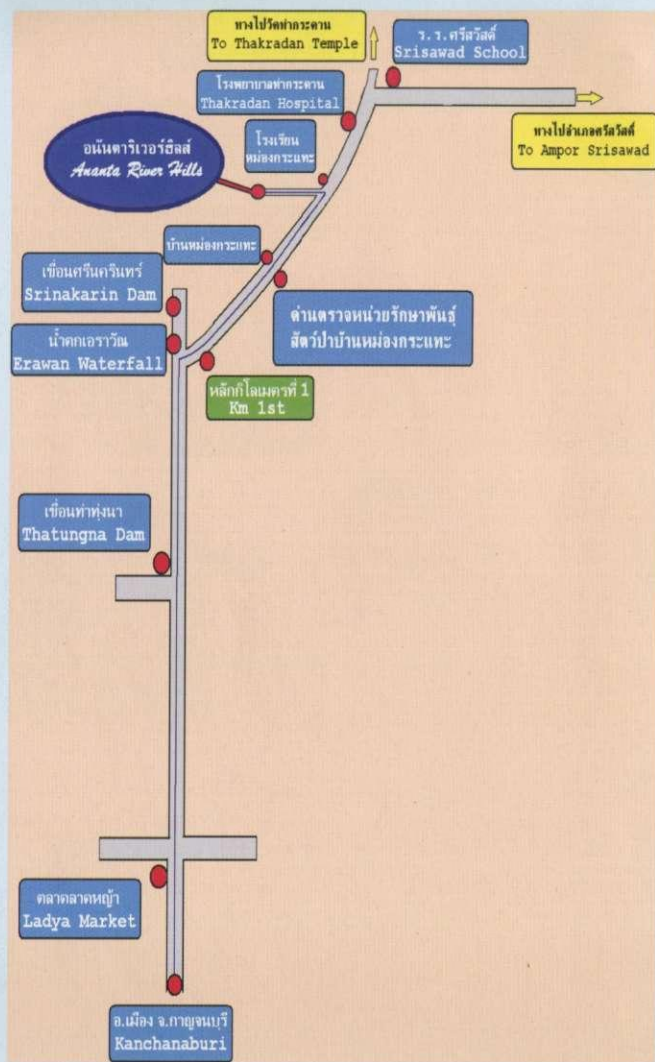 ทางไปวัดท่ากระดาน
To Thakradan Temple
ร.ร.ศรีสวัสดิ์
Srisawad School
โรงพยาบาลท่ากระดาน
Thakradan Hospital
ทางไปอำเภอศรีสวัสดิ์
To Ampor Srisawad
โรงเรียน
หม่องกระแทะ
อนันตาริเวอร์ฮิลส์
Ananta River Hills
บ้านหม่องกระแทะ
เขื่อนศรีนครินทร์
Srinakarin Dam
ด่านตรวจหน่วยรักษาพันธุ์
สัตว์ป่าบ้านหม่องกระแทะ
น้ำตกเอราวัณ
Erawan Waterfall
หลักกิโลเมตรที่ 1
Km 1st
เขื่อนท่าทุ่งนา
Thatungna Dam
ตลาดลาดหญ้า
Ladya Market
อ.เมือง จ.กาญจนบุรี
Kanchanaburi